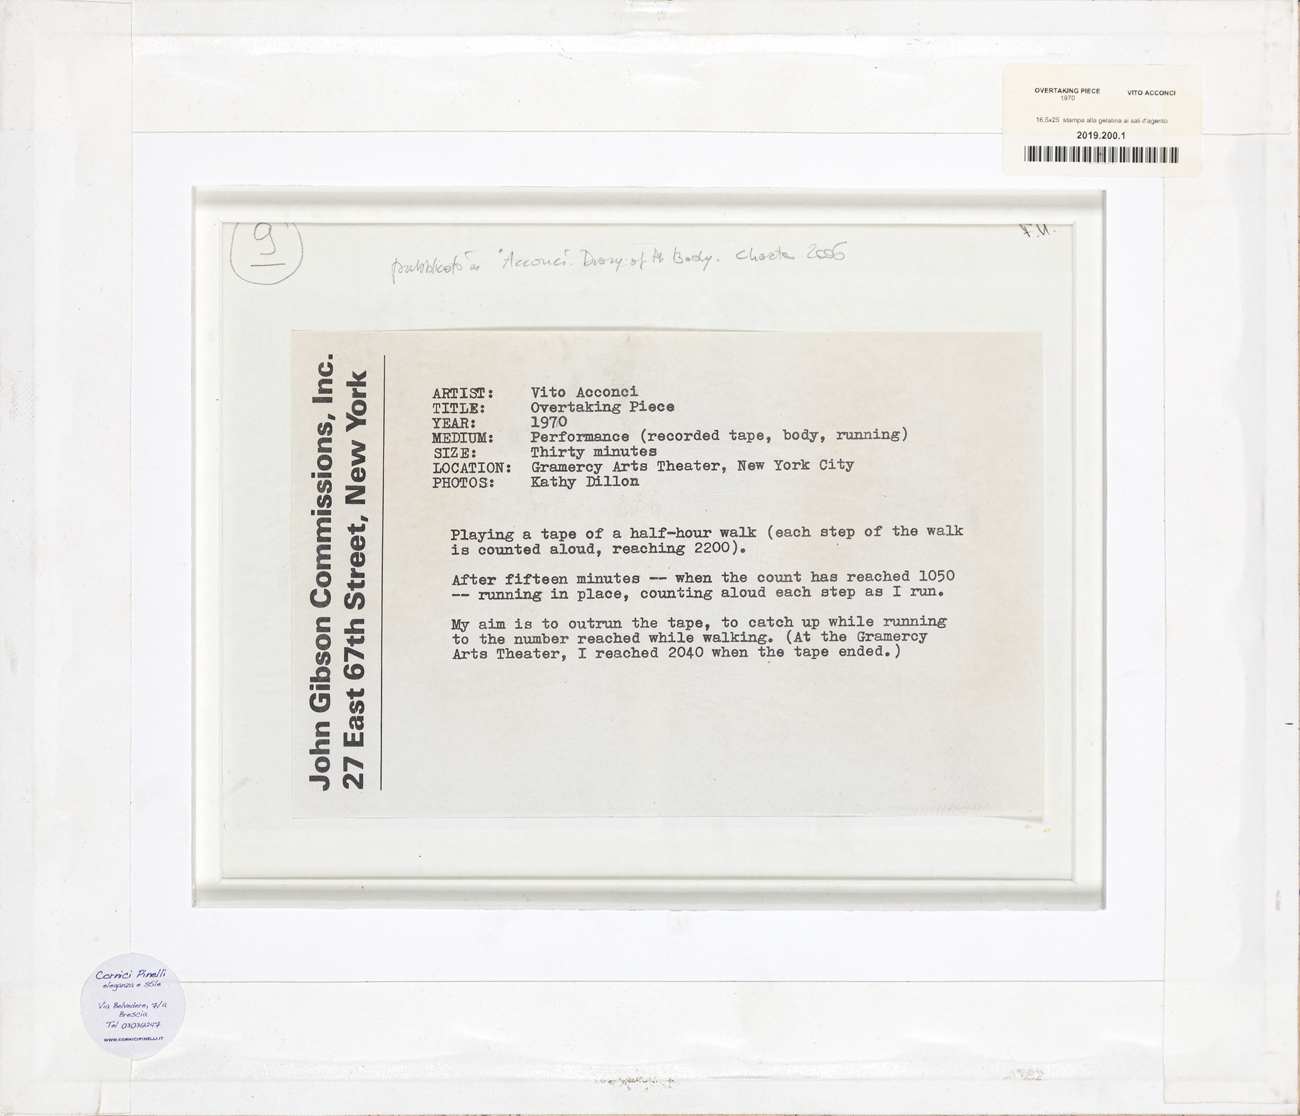 OVERTAKING PIECE VITO ACCONCI
1970
16,5x25 stampa alla gelatina ai sali d'agento
2019.200.1
9
pubblicato in "Acconci. Diary of A Body. Charta 2006
John Gibson Commissions, Inc.
27 East 67th Street, New York
ARTIST: Vito Acconci
TITLE: Overtaking Piece
YEAR: 1970
MEDIUM: Performance (recorded tape, body, running)
SIZE: Thirty minutes
LOCATION: Gramercy Arts Theater, New York City
PHOTOS: Kathy Dillon
Playing a tape of a half-hour walk (each step of the walk
is counted aloud, reaching 2200).
After fifteen minutes -- when the count has reached 1050
-- running in place, counting aloud each step as I run.
My aim is to outrun the tape, to catch up while running
to the number reached while walking. (At the Gramercy
Arts Theater, I reached 2040 when the tape ended.)
Cornici Pinelli
eleganza e stile
Via Belvedere, 7/a
Brescia
Tel
WWW.CORNICIPINELLI.IT